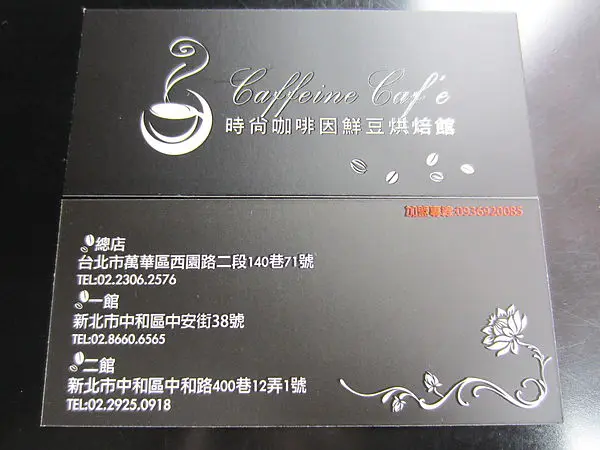 Caffeine Cafe
時尚咖啡因鮮豆烘焙館
加盟專線:0936920085
總店
台北市萬華區西園路二段140巷71號
TEL:02.2306.2576
一館
新北市中和區中安街38號
TEL:02.8660.6565
二館
新北市中和區中和路400巷12弄1號
TEL:02.2925.0918